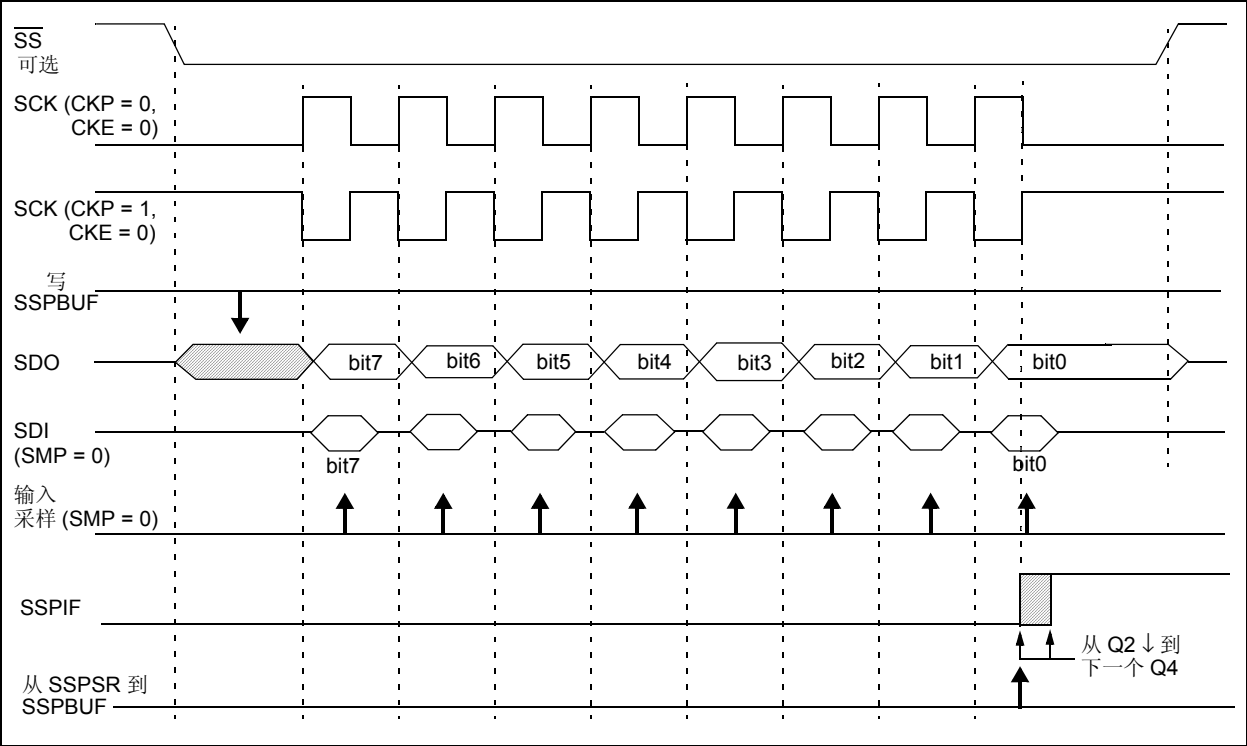 SS
可选
SCK (CKP = 0,
CKE = 0)
SCK (CKP = 1,
CKE = 0)
写
SSPBUF
SDO
bit7
bit6
bit5
bit4
bit3
bit2
bit1
bit0
SDI
(SMP = 0)
bit7
bit0
输入
采样 (SMP = 0)
SSPIF
从 Q2 ↓ 到
下一个 Q4
从 SSPSR 到
SSPBUF